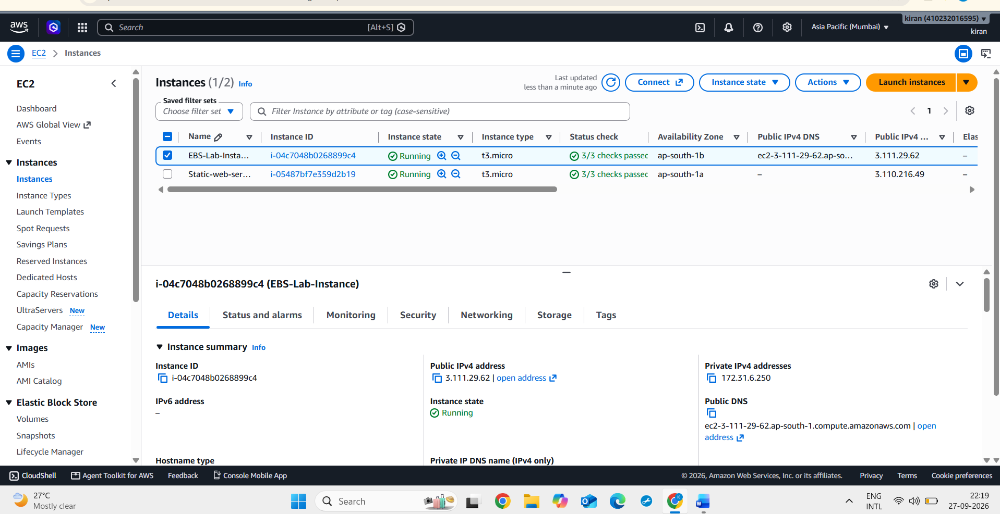 aws
Search
[Alt+S]
Asia Pacific (Mumbai)
kiran (410232016595)
kiran
EC2
Instances
EC2
Dashboard
AWS Global View
Events
Instances
Instances
Instance Types
Launch Templates
Spot Requests
Savings Plans
Reserved Instances
Dedicated Hosts
Capacity Reservations
UltraServers New
Capacity Manager New
Images
AMIs
AMI Catalog
Elastic Block Store
Volumes
Snapshots
Lifecycle Manager
Instances (1/2) Info
Last updated
less than a minute ago
Connect
Instance state
Actions
Launch instances
Saved filter sets
Choose filter set
Filter Instance by attribute or tag (case-sensitive)
1
Name Instance ID Instance state Instance type Status check Availability Zone Public IPv4 DNS Public IPv4 ... Elas
EBS-Lab-Insta... i-04c7048b0268899c4 Running t3.micro 3/3 checks passec ap-south-1b ec2-3-111-29-62.ap-so... 3.111.29.62 –
Static-web-ser... i-05487bf7e359d2b19 Running t3.micro 3/3 checks passec ap-south-1a – 3.110.216.49 –
i-04c7048b0268899c4 (EBS-Lab-Instance)
Details
Status and alarms
Monitoring
Security
Networking
Storage
Tags
Instance summary Info
Instance ID
i-04c7048b0268899c4
Public IPv4 address
3.111.29.62 | open address
Private IPv4 addresses
172.31.6.250
IPv6 address
–
Instance state
Running
Public DNS
ec2-3-111-29-62.ap-south-1.compute.amazonaws.com | open
address
Hostname type
Private IP DNS name (IPv4 only)
CloudShell
Agent Toolkit for AWS
Feedback
Console Mobile App
© 2026, Amazon Web Services, Inc. or its affiliates.
Privacy
Terms
Cookie preferences
27°C
Mostly clear
Search
ENG
INTL
22:19
27-09-2026